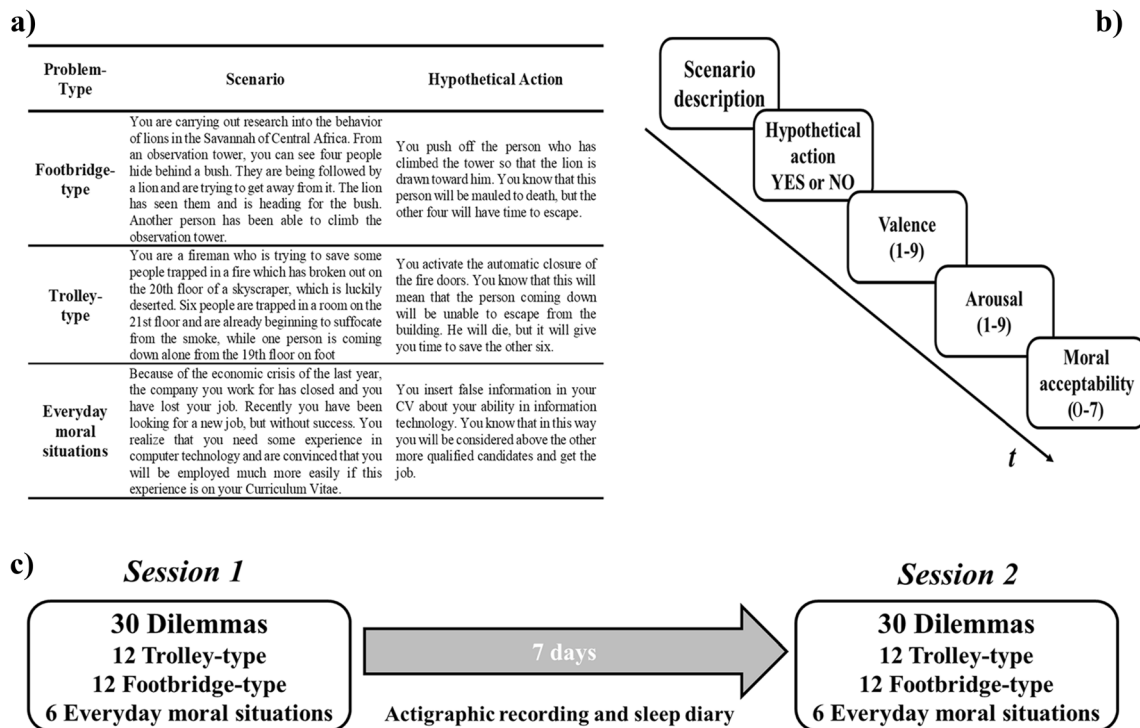 a)
Problem-
Type
Scenario
Hypothetical Action
Footbridge-
type
You are carrying out research into the behavior
of lions in the Savannah of Central Africa. From
an observation tower, you can see four people
hide behind a bush. They are being followed by
a lion and are trying to get away from it. The lion
has seen them and is heading for the bush.
Another person has been able to climb the
observation tower.
You push off the person who has
climbed the tower so that the lion is
drawn toward him. You know that this
person will be mauled to death, but the
other four will have time to escape.
Trolley-
type
You are a fireman who is trying to save some
people trapped in a fire which has broken out on
the 20th floor of a skyscraper, which is luckily
deserted. Six people are trapped in a room on the
21st floor and are already beginning to suffocate
from the smoke, while one person is coming
down alone from the 19th floor on foot
You activate the automatic closure of
the fire doors. You know that this will
mean that the person coming down
will be unable to escape from the
building. He will die, but it will give
you time to save the other six.
Everyday
moral
situations
Because of the economic crisis of the last year,
the company you work for has closed and you
have lost your job. Recently you have been
looking for a new job, but without success. You
realize that you need some experience in
computer technology and are convinced that you
will be employed much more easily if this
experience is on your Curriculum Vitae.
You insert false information in your
CV about your ability in information
technology. You know that in this way
you will be considered above the other
more qualified candidates and get the
job.
b)
Scenario
description
Hypothetical
action
YES or NO
Valence
(1-9)
Arousal
(1-9)
Moral
acceptability
(0-7)
t
c)
Session 1
30 Dilemmas
12 Trolley-type
12 Footbridge-type
6 Everyday moral situations
7 days
Actigraphic recording and sleep diary
Session 2
30 Dilemmas
12 Trolley-type
12 Footbridge-type
6 Everyday moral situations